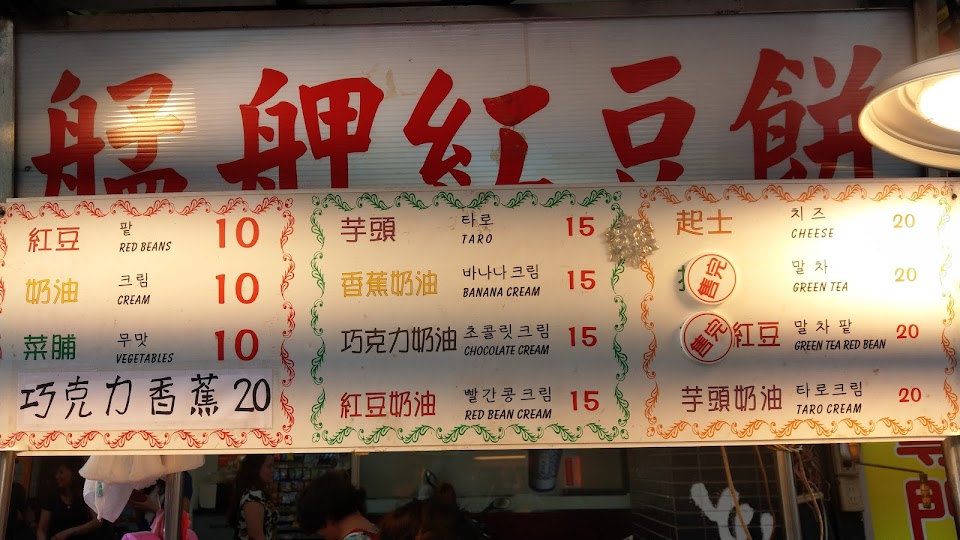 艋舺紅豆餅
紅豆 팥 RED BEANS 10
奶油 크림 CREAM 10
菜脯 무맛 VEGETABLES 10
巧克力香蕉20
芋頭 타로 TARO 15
香蕉奶油 바나나크림 BANANA CREAM 15
巧克力奶油 초콜릿크림 CHOCOLATE CREAM 15
紅豆奶油 빨간콩크림 RED BEAN CREAM 15
起士 치즈 CHEESE 20
售完 말차 GREEN TEA 20
售完 紅豆 말차팥 GREEN TEA RED BEAN 20
芋頭奶油 타로크림 TARO CREAM 20